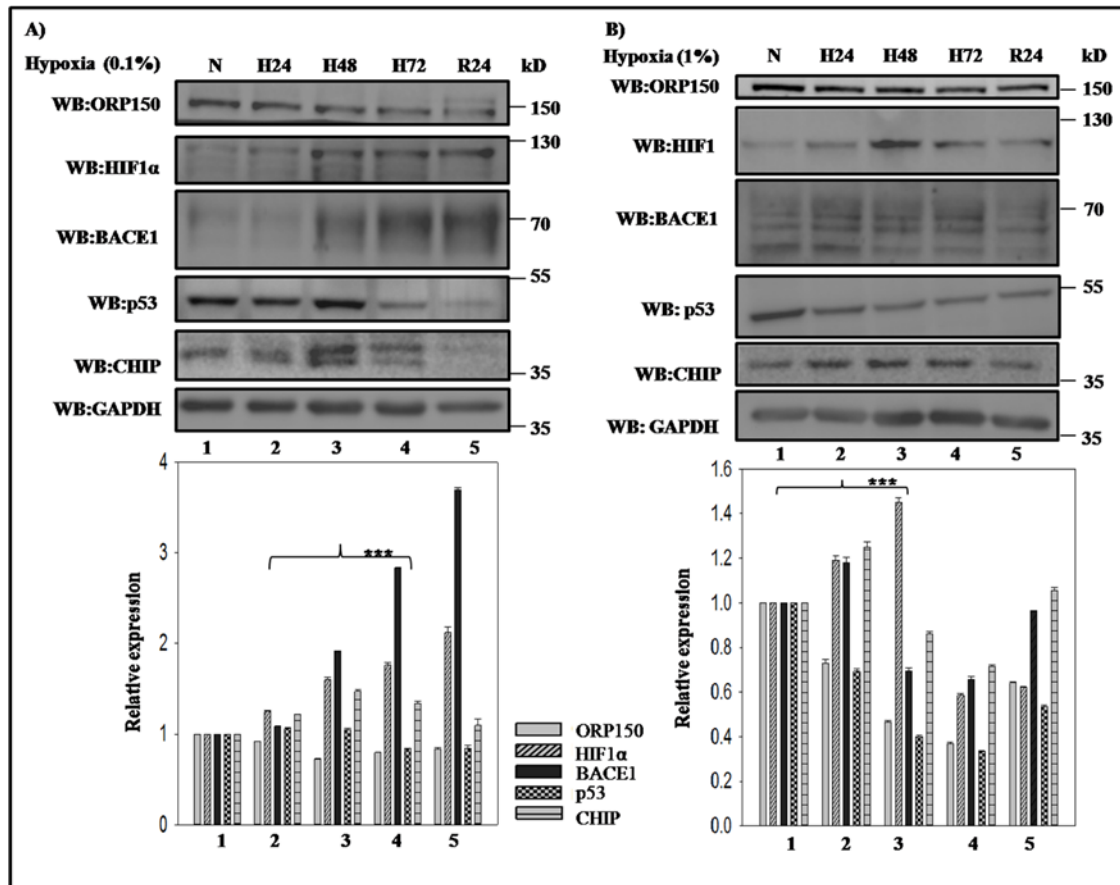 A)
Hypoxia (0.1%) N H24 H48 H72 R24 kD
WB:ORP150 150
130
WB:HIF1α
WB:BACE1 70
55
WB:p53
WB:CHIP 35
WB:GAPDH 35
1 2 3 4 5
4
3
2
1
0
Relative expression
***
1 2 3 4 5
ORP150
HIF1α
BACE1
p53
CHIP
B)
Hypoxia (1%) N H24 H48 H72 R24 kD
WB:ORP150 150
130
WB:HIF1
WB:BACE1 70
55
WB: p53
WB:CHIP 35
WB: GAPDH 35
1 2 3 4 5
1.6
1.4
1.2
1.0
0.8
0.6
0.4
0.2
0.0
Relative expression
***
1 2 3 4 5